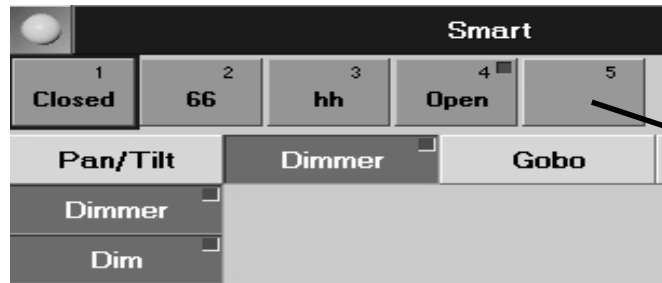 Smart
1 2 3 4 5
Closed 66 hh Open
Pan/Tilt Dimmer Gobo
Dimmer
Dim